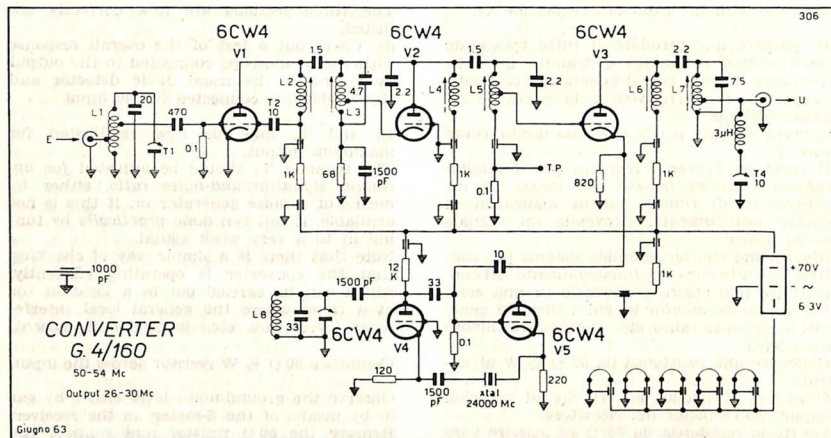 306
6CW4
6CW4
6CW4
V1
V2
1.5
1.5
2.2
2.2
L1
20
470
T1
T2
10
L2
4.7
L3
2.2
L4
L5
2.2
L6
L7
7.5
U
E
0.1
1K
68
1500
pF
1K
T.P.
0.1
820
1K
3µH
T4
10
12
10
1K
1000
pF
1500 pF
33
+70V
- ~
6.3V
L8
33
6CW4
V4
0.1
V5
6CW4
CONVERTER
G.4/160
50-54 Mc
Output 26-30Mc
120
1500
pF
xtal
24000 Mc
220
Giugno 63